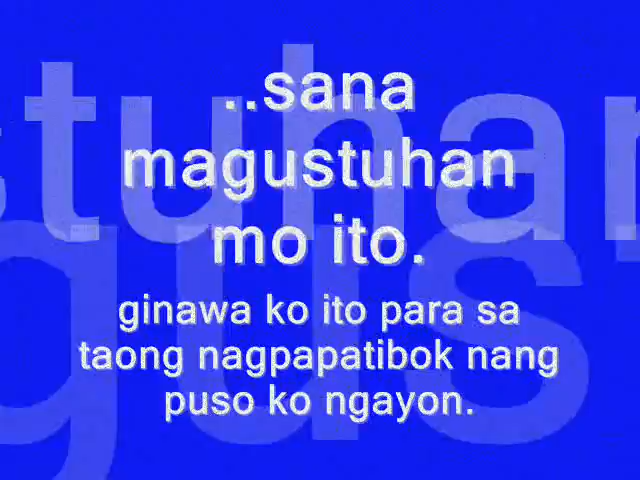 ..sana
magustuhan
mo ito.
ginawa ko ito para sa
taong nagpapatibok nang
puso ko ngayon.